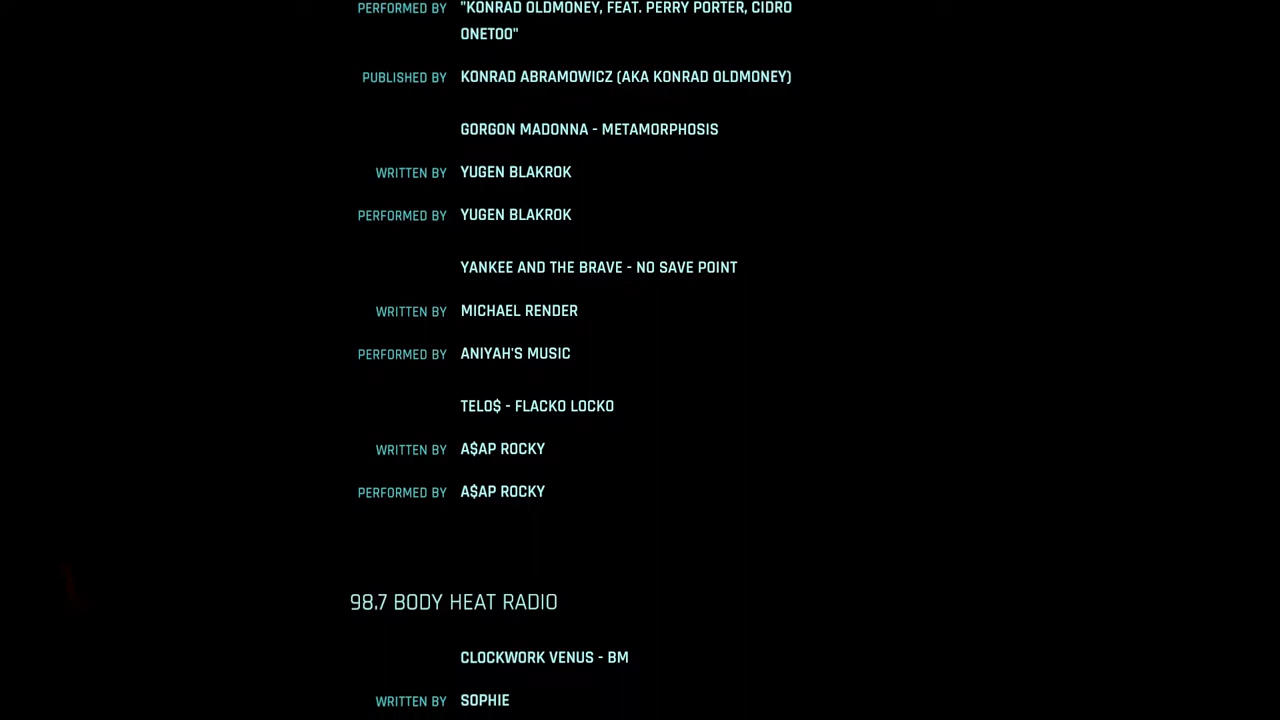 PERFORMED BY "KONRAD OLDMONEY, FEAT. PERRY PORTER, CIDRO
ONETOO"
PUBLISHED BY KONRAD ABRAMOWICZ (AKA KONRAD OLDMONEY)
GORGON MADONNA - METAMORPHOSIS
WRITTEN BY YUGEN BLAKROK
PERFORMED BY YUGEN BLAKROK
YANKEE AND THE BRAVE - NO SAVE POINT
WRITTEN BY MICHAEL RENDER
PERFORMED BY ANIYAH'S MUSIC
TELO$ - FLACKO LOCKO
WRITTEN BY A$AP ROCKY
PERFORMED BY A$AP ROCKY
98.7 BODY HEAT RADIO
CLOCKWORK VENUS - BM
WRITTEN BY SOPHIE